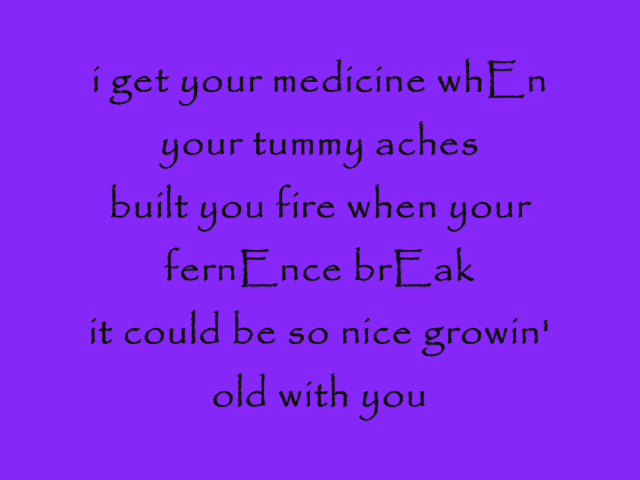 i get your medicine whEn
your tummy aches
built you fire when your
fernEnce brEak
it could be so nice growin'
old with you